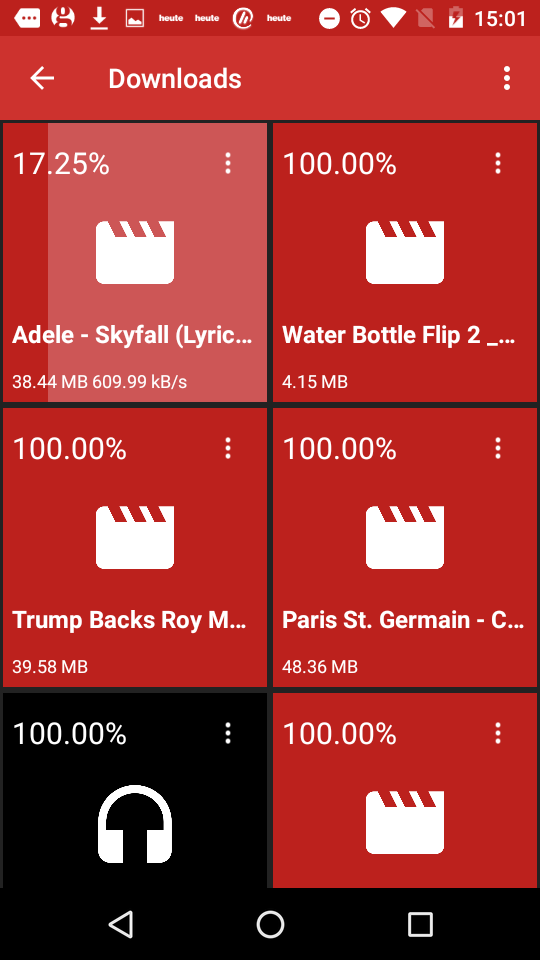 heute heute heute 15:01
Downloads
17.25% 100.00%
Adele - Skyfall (Lyric... Water Bottle Flip 2 _...
38.44 MB 609.99 kB/s 4.15 MB
100.00% 100.00%
Trump Backs Roy M... Paris St. Germain - C...
39.58 MB 48.36 MB
100.00% 100.00%